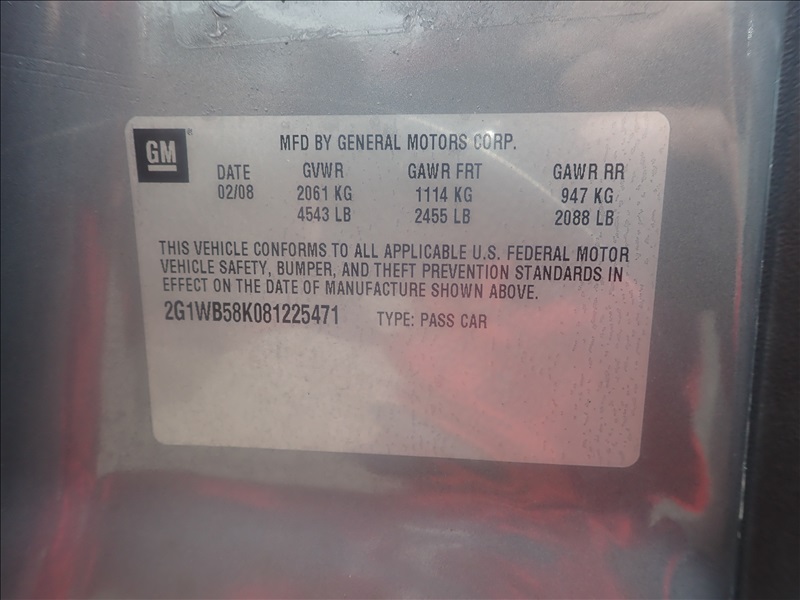 GM
MFD BY GENERAL MOTORS CORP.
DATE GVWR GAWR FRT GAWR RR
02/08 2061 KG 1114 KG 947 KG
4543 LB 2455 LB 2088 LB
THIS VEHICLE CONFORMS TO ALL APPLICABLE U.S. FEDERAL MOTOR
VEHICLE SAFETY, BUMPER, AND THEFT PREVENTION STANDARDS IN
EFFECT ON THE DATE OF MANUFACTURE SHOWN ABOVE.
2G1WB58K081225471 TYPE: PASS CAR